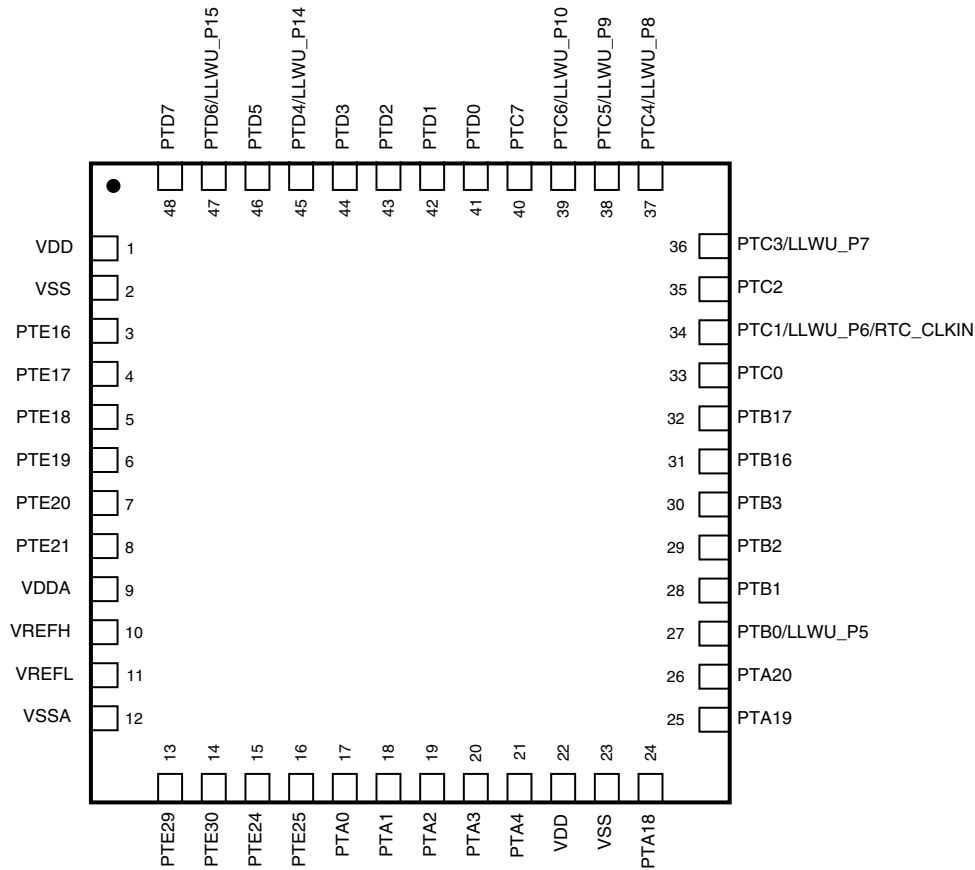 PTD7
PTD6/LLWU_P15
PTD5
PTD4/LLWU_P14
PTD3
PTD2
PTD1
PTD0
PTC7
PTC6/LLWU_P10
PTC5/LLWU_P9
PTC4/LLWU_P8
48
47
46
45
44
43
42
41
40
39
38
37
VDD 1
VSS 2
PTE16 3
PTE17 4
PTE18 5
PTE19 6
PTE20 7
PTE21 8
VDDA 9
VREFH 10
VREFL 11
VSSA 12
36 PTC3/LLWU_P7
35 PTC2
34 PTC1/LLWU_P6/RTC_CLKIN
33 PTC0
32 PTB17
31 PTB16
30 PTB3
29 PTB2
28 PTB1
27 PTB0/LLWU_P5
26 PTA20
25 PTA19
13
14
15
16
17
18
19
20
21
22
23
24
PTE29
PTE30
PTE24
PTE25
PTA0
PTA1
PTA2
PTA3
PTA4
VDD
VSS
PTA18